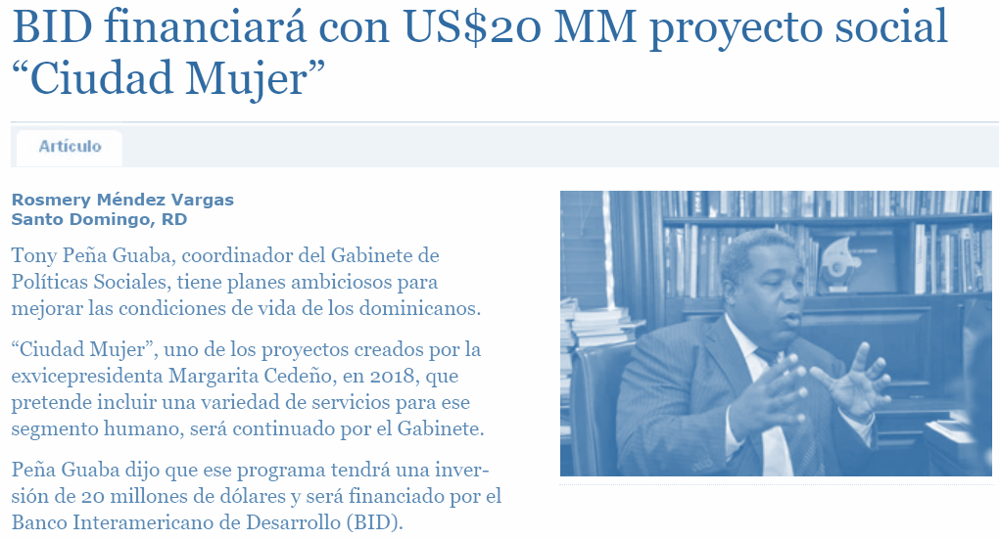 BID financiará con US$20 MM proyecto social
“Ciudad Mujer”
Artículo
Rosmery Méndez Vargas
Santo Domingo, RD
Tony Peña Guaba, coordinador del Gabinete de
Políticas Sociales, tiene planes ambiciosos para
mejorar las condiciones de vida de los dominicanos.
“Ciudad Mujer”, uno de los proyectos creados por la
exvicepresidenta Margarita Cedeño, en 2018, que
pretende incluir una variedad de servicios para ese
segmento humano, será continuado por el Gabinete.
Peña Guaba dijo que ese programa tendrá una inver-
sión de 20 millones de dólares y será financiado por el
Banco Interamericano de Desarrollo (BID).